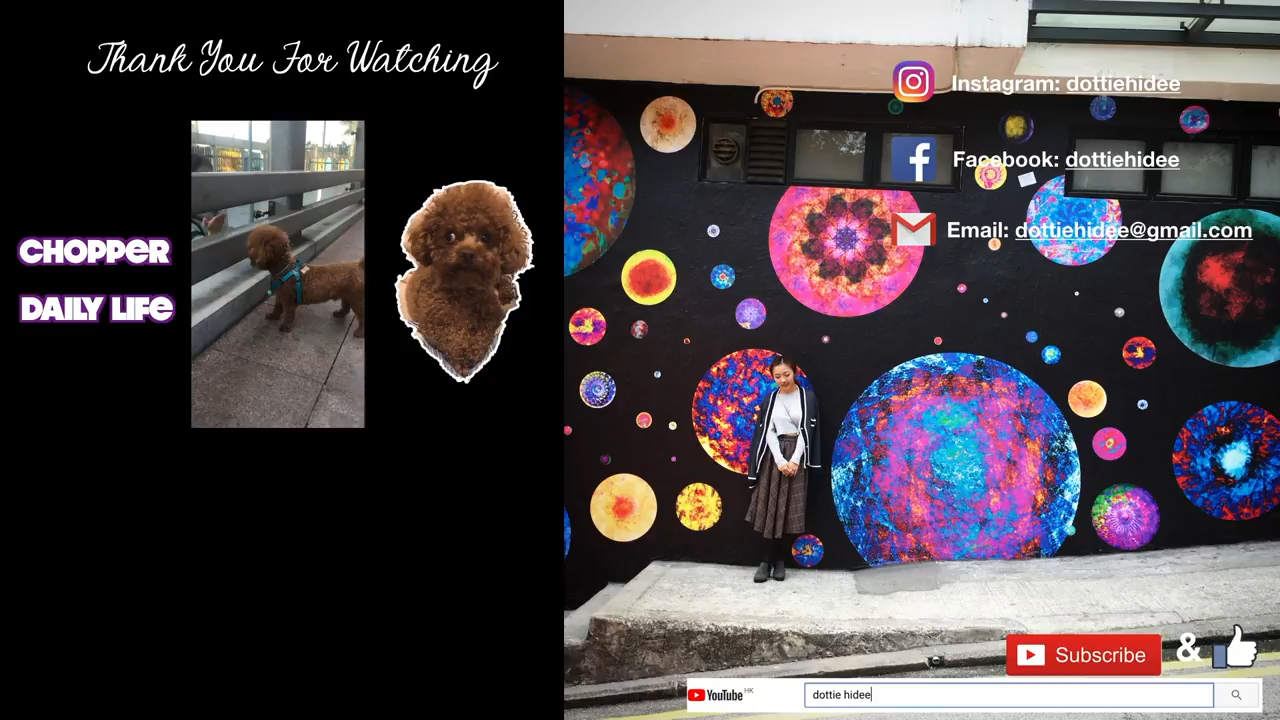 Thank You For Watching
CHOPPER
DAILY LIFE
Instagram: dottiehidee
Facebook: dottiehidee
Email: dottiehidee@gmail.com
Subscribe &
YouTube HK
dottie hidee